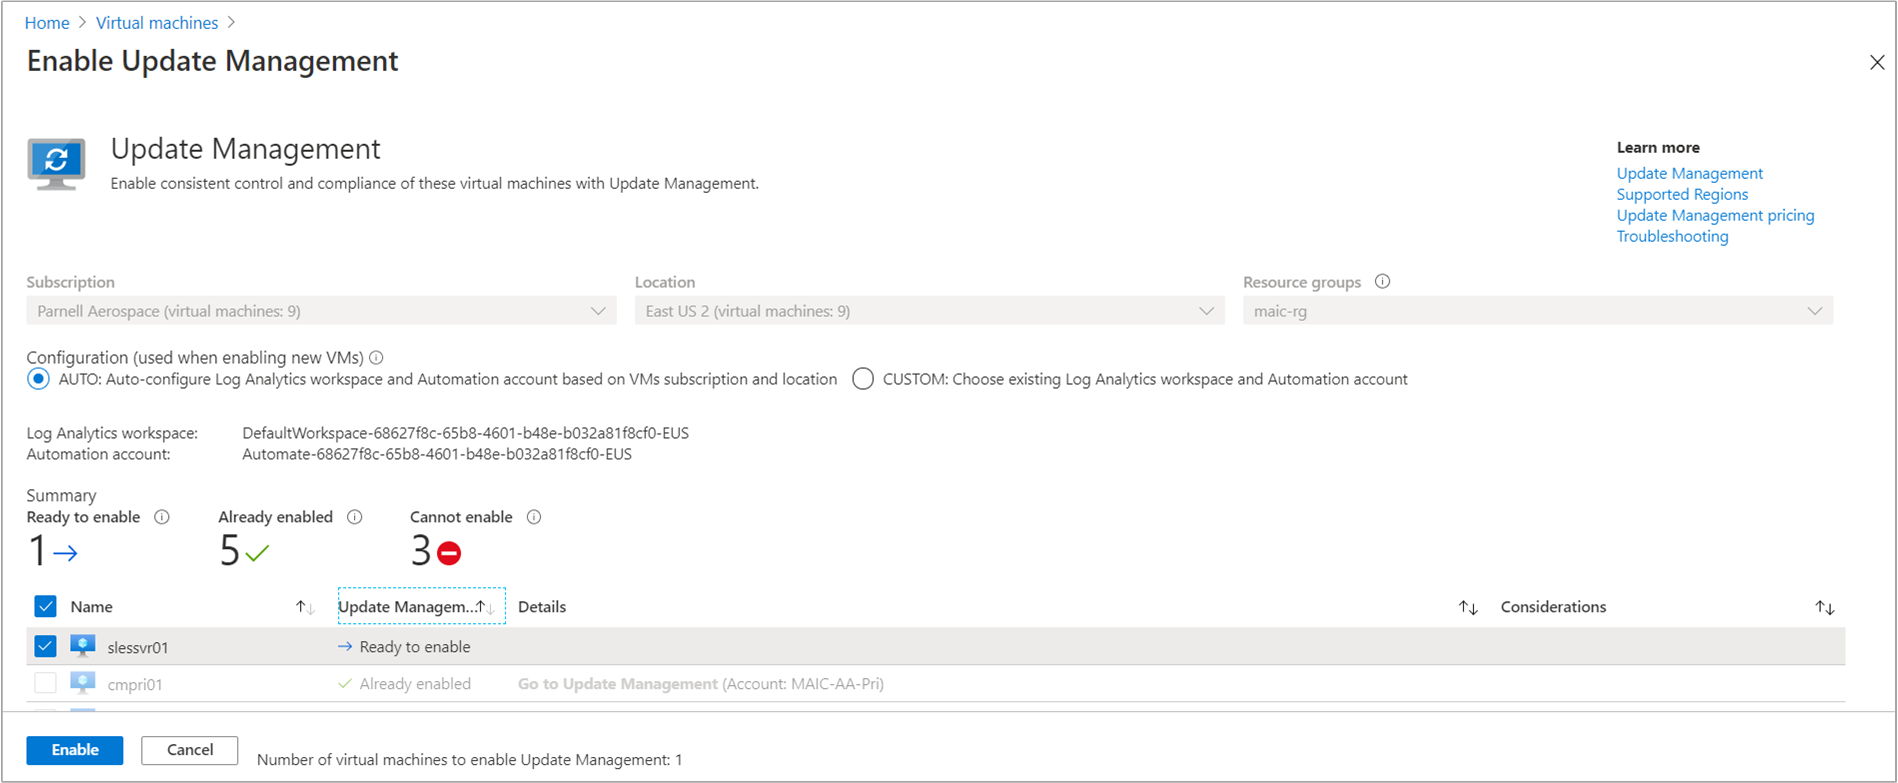 Home > Virtual machines >
Enable Update Management
Update Management
Enable consistent control and compliance of these virtual machines with Update Management.
Learn more
Update Management
Supported Regions
Update Management pricing
Troubleshooting
Subscription
Parnell Aerospace (virtual machines: 9)
Location
East US 2 (virtual machines: 9)
Resource groups
maic-rg
Configuration (used when enabling new VMs)
AUTO: Auto-configure Log Analytics workspace and Automation account based on VMs subscription and location
CUSTOM: Choose existing Log Analytics workspace and Automation account
Log Analytics workspace: DefaultWorkspace-68627f8c-65b8-4601-b48e-b032a81f8cf0-EUS
Automation account: Automate-68627f8c-65b8-4601-b48e-b032a81f8cf0-EUS
Summary
Ready to enable Already enabled Cannot enable
1 5 3
Name Update Managem... Details Considerations
slessvr01 Ready to enable
cmpri01 Already enabled Go to Update Management (Account: MAIC-AA-Pri)
Enable Cancel Number of virtual machines to enable Update Management: 1